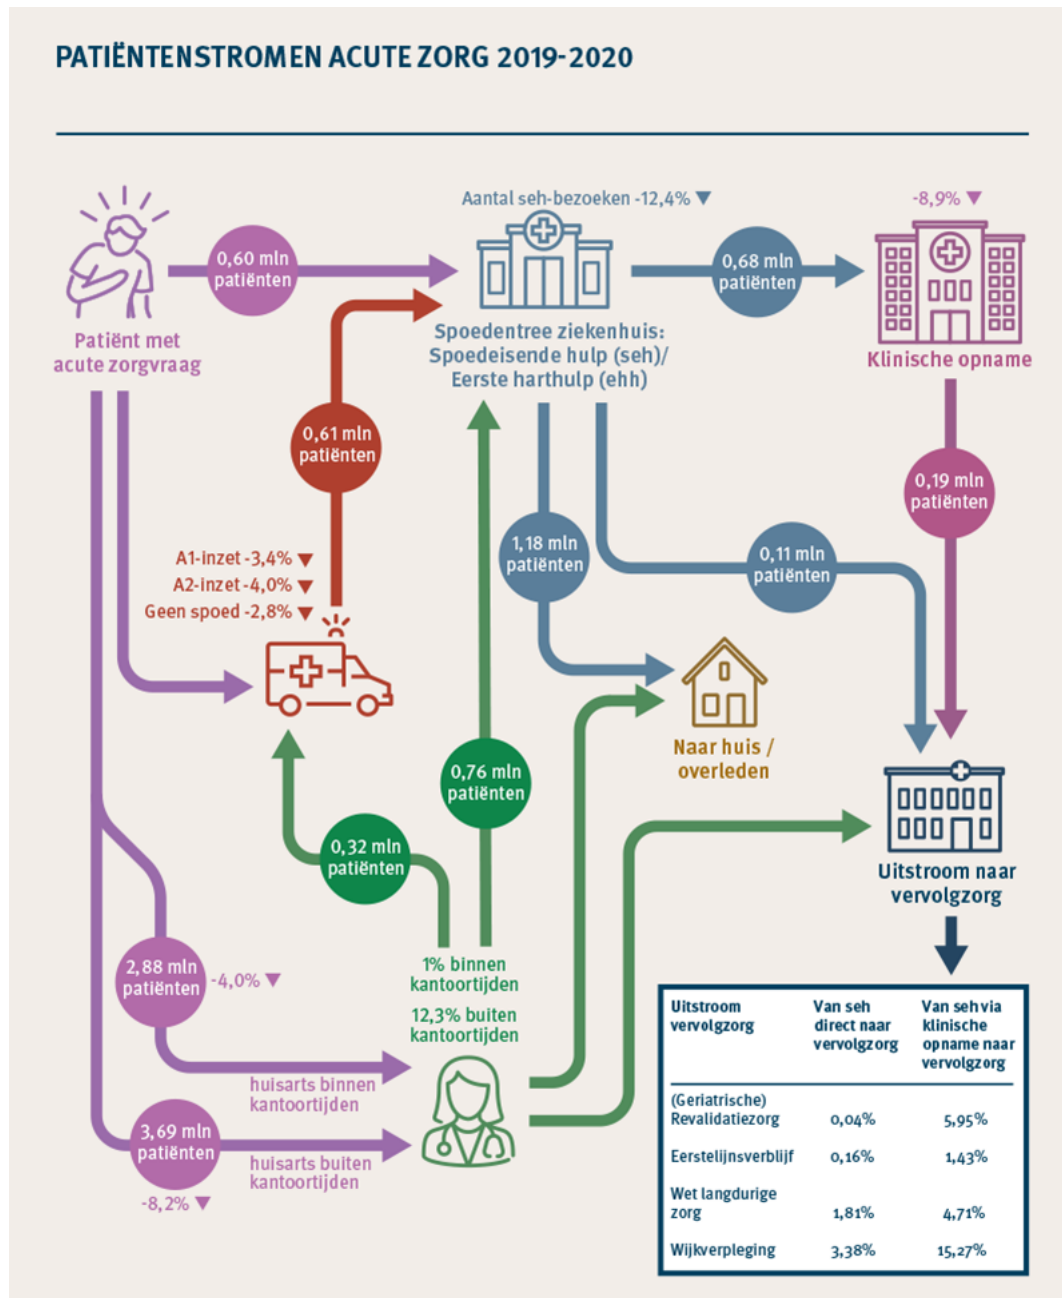 PATIËNTENSTROMEN ACUTE ZORG 2019-2020
Aantal seh-bezoeken -12,4% ▼
-8,9% ▼
0,60 mln
patiënten
0,68 mln
patiënten
Patiënt met
acute zorgvraag
Spoedentree ziekenhuis:
Spoedeisende hulp (seh)/
Eerste harthulp (ehh)
Klinische opname
0,61 mln
patiënten
0,19 mln
patiënten
1,18 mln
patiënten
0,11 mln
patiënten
A1-inzet -3,4% ▼
A2-inzet -4,0% ▼
Geen spoed -2,8% ▼
Naar huis /
overleden
0,76 mln
patiënten
0,32 mln
patiënten
Uitstroom naar
vervolgzorg
2,88 mln
patiënten
-4,0% ▼
1% binnen
kantoortijden
12,3% buiten
kantoortijden
huisarts binnen
kantoortijden
3,69 mln
patiënten
huisarts buiten
kantoortijden
-8,2% ▼
Uitstroom
vervolgzorg
Van seh
direct naar
vervolgzorg
Van seh via
klinische
opname naar
vervolgzorg
(Geriatrische)
Revalidatiezorg 0,04% 5,95%
Eerstelijnsverblijf 0,16% 1,43%
Wet langdurige
zorg 1,81% 4,71%
Wijkverpleging 3,38% 15,27%